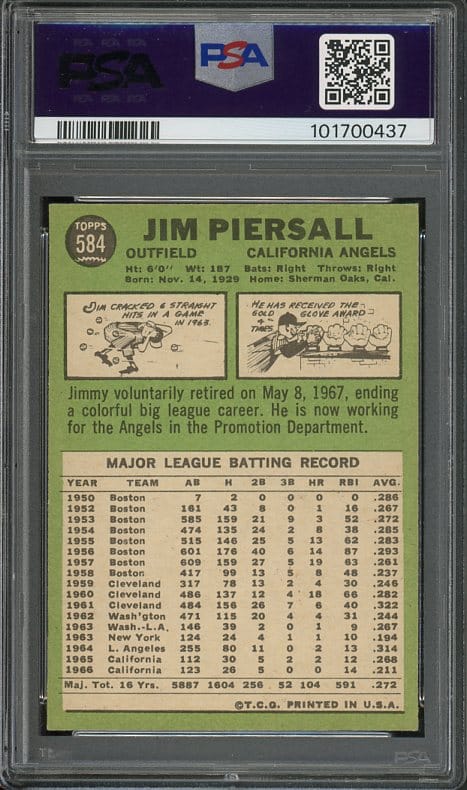 PSA
PSA
101700437
TOPPS
584
JIM PIERSALL
OUTFIELD CALIFORNIA ANGELS
Ht: 6'0" Wt: 187 Bats: Right Throws: Right
Born: Nov. 14, 1929 Home: Sherman Oaks, Cal.
JIM CRACKED 6 STRAIGHT
HITS IN A GAME
IN 1953.
HE HAS RECEIVED THE
GOLD GLOVE AWARD
4
TIMES
Jimmy voluntarily retired on May 8, 1967, ending
a colorful big league career. He is now working
for the Angels in the Promotion Department.
MAJOR LEAGUE BATTING RECORD
YEAR TEAM AB H 2B 3B HR RBI AVG.
1950 Boston 7 2 0 0 0 0 .286
1952 Boston 161 43 8 0 1 16 .267
1953 Boston 585 159 21 9 3 52 .272
1954 Boston 474 135 24 2 8 38 .285
1955 Boston 515 146 25 5 13 62 .283
1956 Boston 601 176 40 6 14 87 .293
1957 Boston 609 159 27 5 19 63 .261
1958 Boston 417 99 13 5 8 48 .237
1959 Cleveland 317 78 13 2 4 30 .246
1960 Cleveland 486 137 12 4 18 66 .282
1961 Cleveland 484 156 26 7 6 40 .322
1962 Wash'gton 471 115 20 4 4 31 .244
1963 Wash.-L.A. 146 39 2 0 1 9 .267
1963 New York 124 24 4 1 1 10 .194
1964 L. Angeles 255 80 11 0 2 13 .314
1965 California 112 30 5 2 2 12 .268
1966 California 123 26 5 0 0 14 .211
Maj. Tot. 16 Yrs. 5887 1604 256 52 104 591 .272
©T.C.G. PRINTED IN U.S.A.
PSA